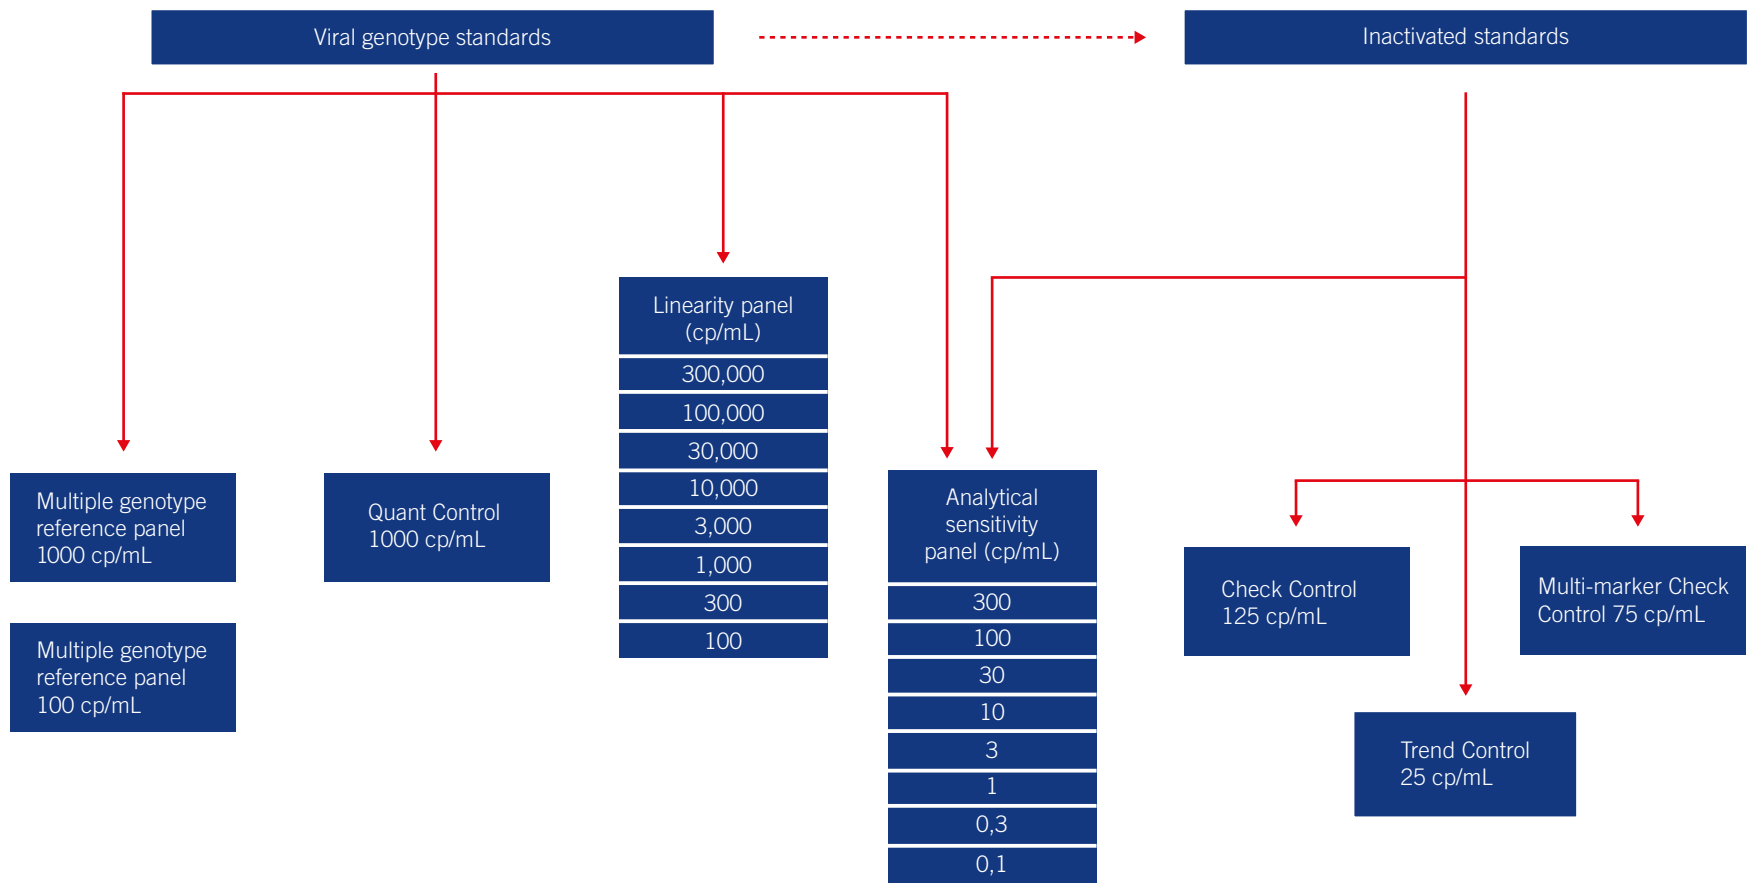 Viral genotype standards
Inactivated standards
Linearity panel
(cp/mL)
300,000
100,000
30,000
10,000
3,000
1,000
300
100
Multiple genotype
reference panel
1000 cp/mL
Multiple genotype
reference panel
100 cp/mL
Quant Control
1000 cp/mL
Analytical
sensitivity
panel (cp/mL)
300
100
30
10
3
1
0,3
0,1
Check Control
125 cp/mL
Multi-marker Check
Control 75 cp/mL
Trend Control
25 cp/mL